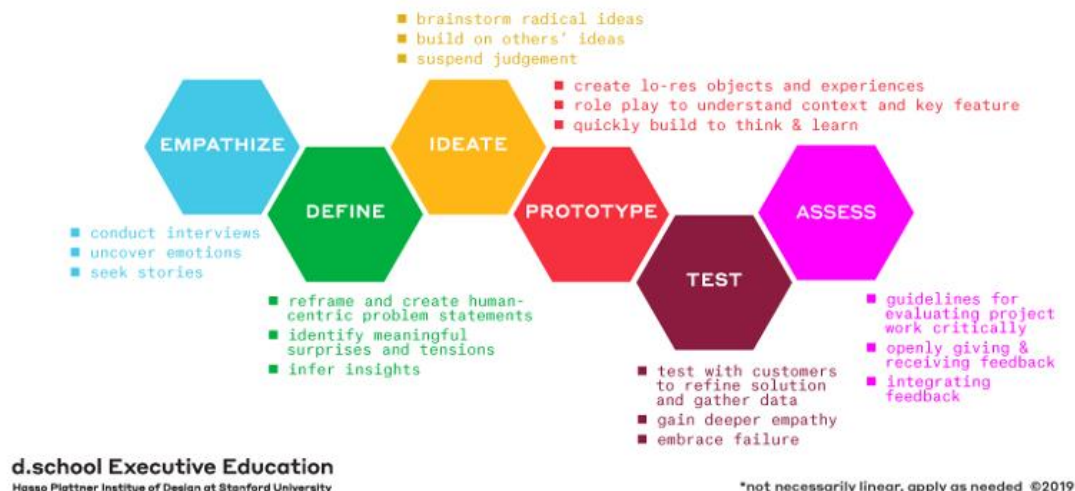 EMPATHIZE
■ conduct interviews
■ uncover emotions
■ seek stories
DEFINE
■ reframe and create human-
centric problem statements
■ identify meaningful
surprises and tensions
■ infer insights
IDEATE
■ brainstorm radical ideas
■ build on others’ ideas
■ suspend judgement
PROTOTYPE
■ create lo-res objects and experiences
■ role play to understand context and key feature
■ quickly build to think & learn
TEST
■ test with customers
to refine solution
and gather data
■ gain deeper empathy
■ embrace failure
ASSESS
■ guidelines for
evaluating project
work critically
■ openly giving &
receiving feedback
■ integrating
feedback
d.school Executive Education
Hasso Plattner Institue of Design at Stanford University
*not necessarily linear, apply as needed ©2019